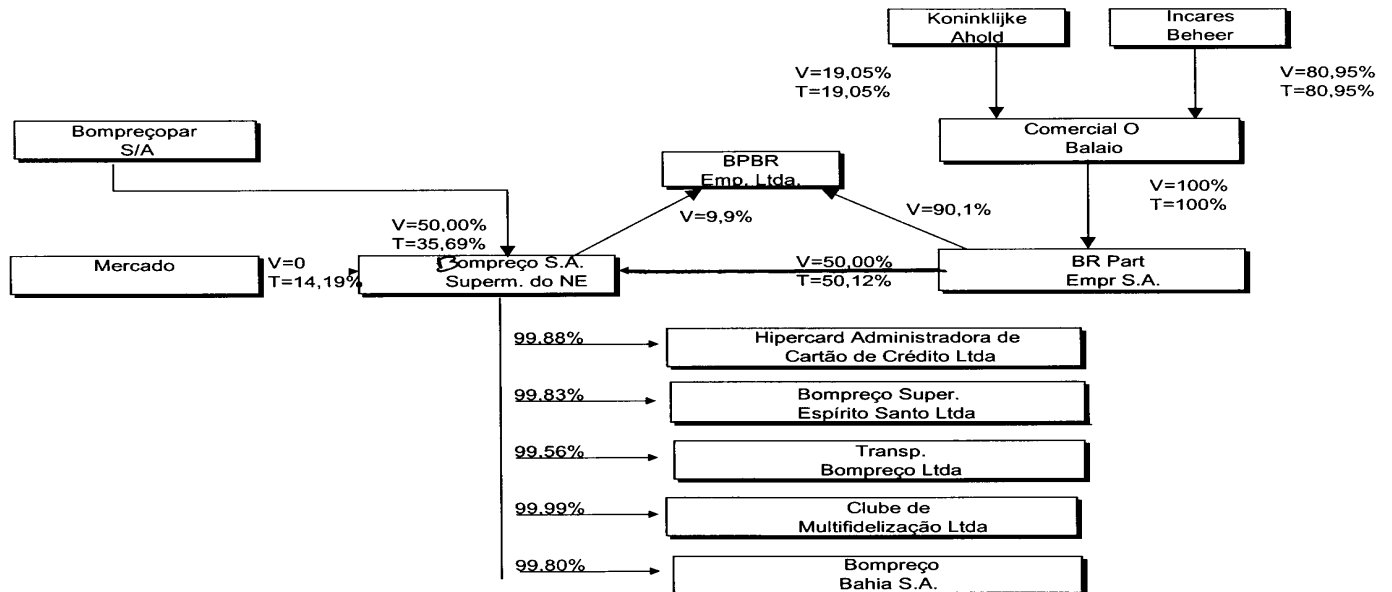 Koninklijke
Ahold
Incares
Beheer
V=19,05%
T=19,05%
V=80,95%
T=80,95%
Bompreçopar
S/A
Comercial O
Balaio
BPBR
Emp. Ltda.
V=100%
T=100%
V=9,9%
V=90,1%
V=50,00%
T=35,69%
Mercado
V=0
T=14,19%
Bompreço S.A.
Superm. do NE
V=50,00%
T=50,12%
BR Part
Empr S.A.
99.88%
Hipercard Administradora de
Cartão de Crédito Ltda
99.83%
Bompreço Super.
Espírito Santo Ltda
99.56%
Transp.
Bompreço Ltda
99.99%
Clube de
Multifidelização Ltda
99.80%
Bompreço
Bahia S.A.